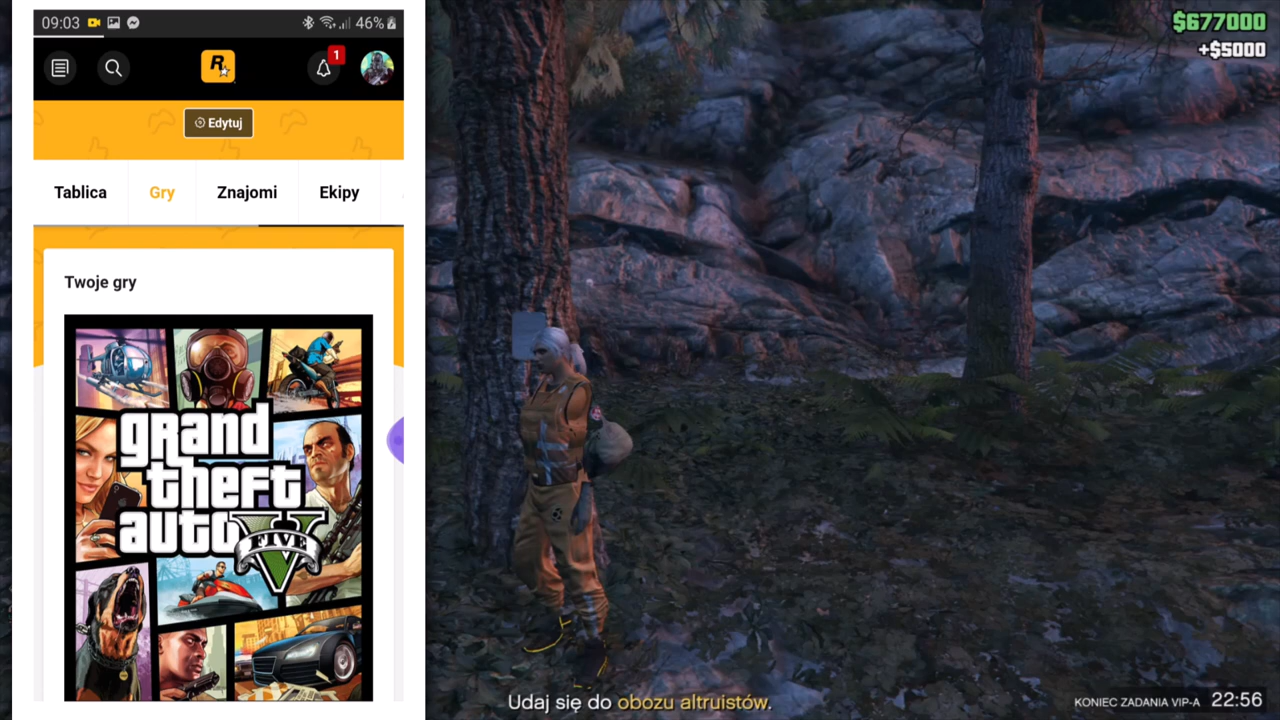 09:03
46%
R
1
Edytuj
Tablica
Gry
Znajomi
Ekipy
Twoje gry
grand
theft
auto
V
FIVE
$677000
+$5000
Udaj się do obozu altruistów.
KONIEC ZADANIA VIP-A 22:56